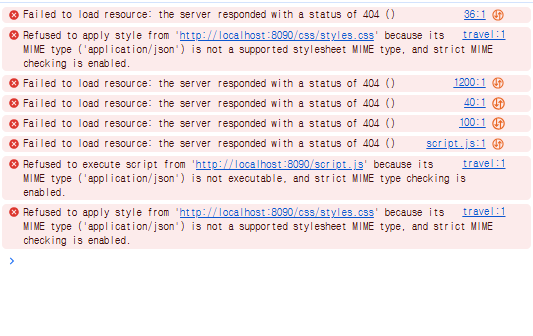 Failed to load resource: the server responded with a status of 404 () 36:1
Refused to apply style from 'http://localhost:8090/css/styles.css' because its travel:1
MIME type ('application/json') is not a supported stylesheet MIME type, and strict MIME
checking is enabled.
Failed to load resource: the server responded with a status of 404 () 1200:1
Failed to load resource: the server responded with a status of 404 () 40:1
Failed to load resource: the server responded with a status of 404 () 100:1
Failed to load resource: the server responded with a status of 404 () script.js:1
Refused to execute script from 'http://localhost:8090/script.js' because its travel:1
MIME type ('application/json') is not executable, and strict MIME type checking is
enabled.
Refused to apply style from 'http://localhost:8090/css/styles.css' because its travel:1
MIME type ('application/json') is not a supported stylesheet MIME type, and strict MIME
checking is enabled.